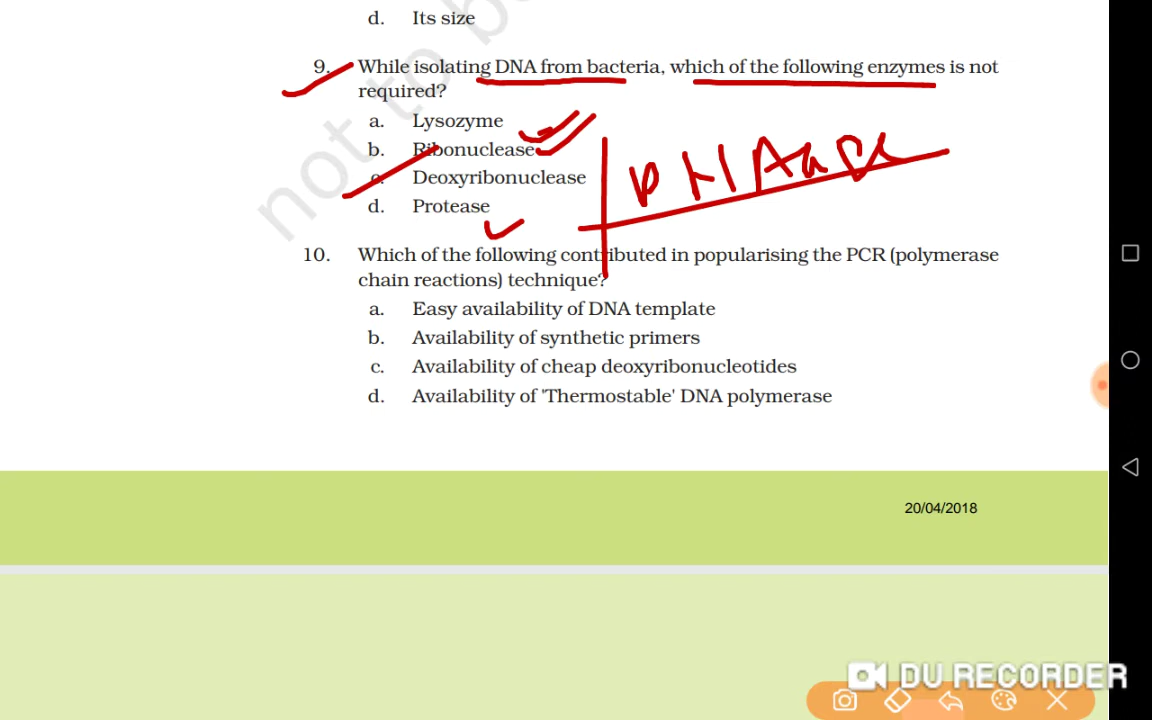 d. Its size
9. While isolating DNA from bacteria, which of the following enzymes is not
required?
a. Lysozyme
b. Ribonuclease
c. Deoxyribonuclease
d. Protease
DNAase
10. Which of the following contributed in popularising the PCR (polymerase
chain reactions) technique?
a. Easy availability of DNA template
b. Availability of synthetic primers
c. Availability of cheap deoxyribonucleotides
d. Availability of 'Thermostable' DNA polymerase
not to b
20/04/2018
DU RECORDER